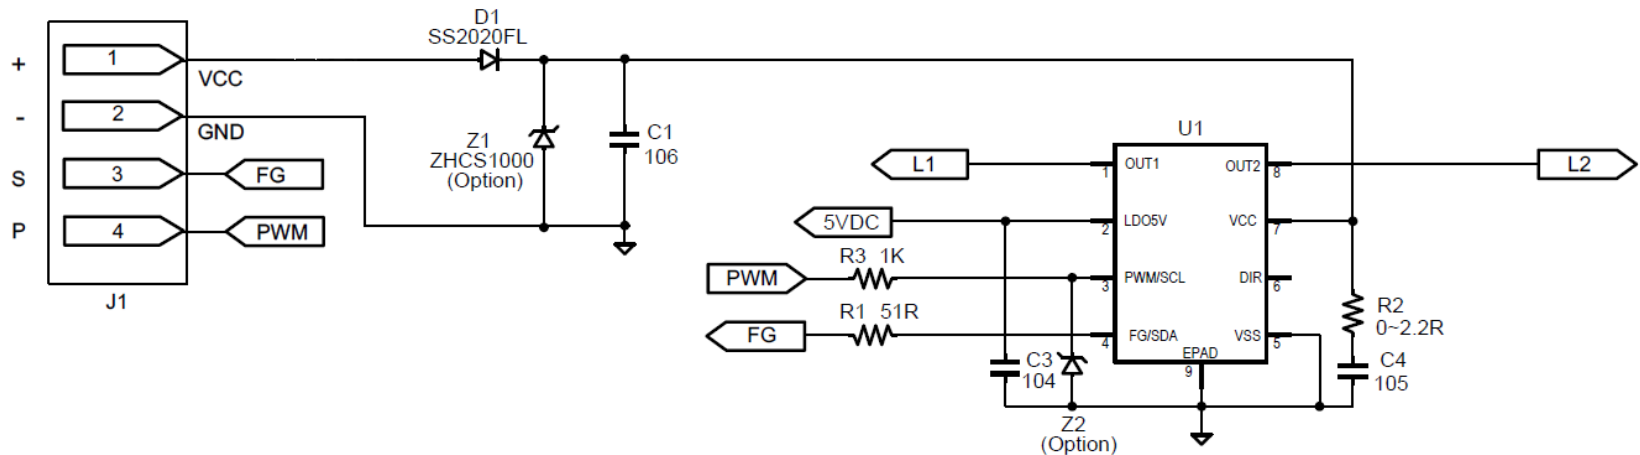 D1
SS2020FL
+
1
VCC
-
2
GND
Z1
ZHCS1000
(Option)
C1
106
S
3
FG
P
4
PWM
J1
U1
L1
1
OUT1
OUT2
8
L2
5VDC
2
LDO5V
VCC
7
R3 1K
PWM
3
PWM/SCL
DIR
6
R1 51R
FG
4
FG/SDA
VSS
5
R2
0~2.2R
EPAD
9
C3
104
C4
105
Z2
(Option)